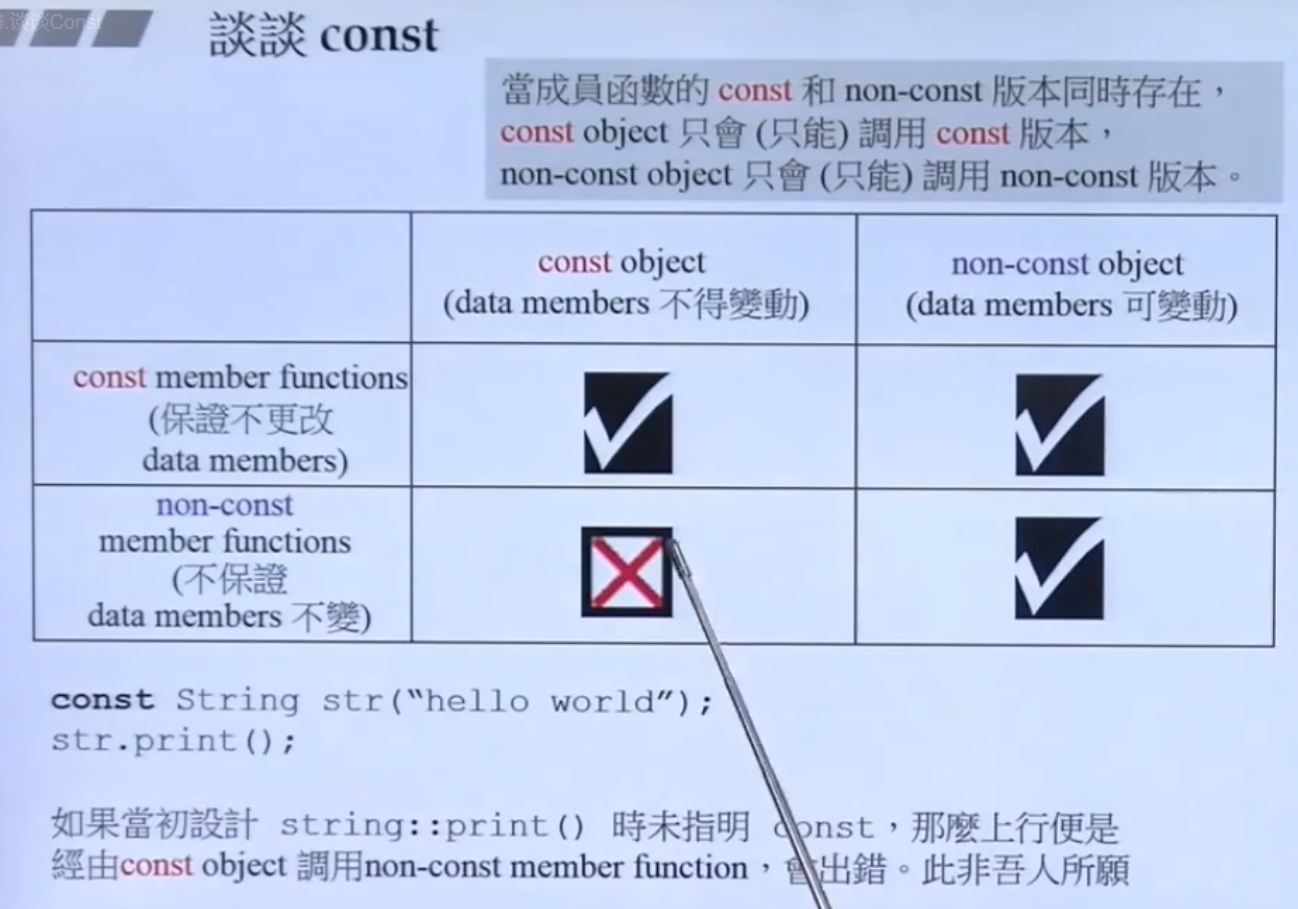 6.谈谈Const
談談 const
當成員函數的 const 和 non-const 版本同時存在，
const object 只會 (只能) 調用 const 版本，
non-const object 只會 (只能) 調用 non-const 版本。
const object
(data members 不得變動)
non-const object
(data members 可變動)
const member functions
(保證不更改
data members)
non-const
member functions
(不保證
data members 不變)
const String str(“hello world”);
str.print();
如果當初設計 string::print() 時未指明 const，那麼上行便是
經由const object 調用non-const member function，會出錯。此非吾人所願